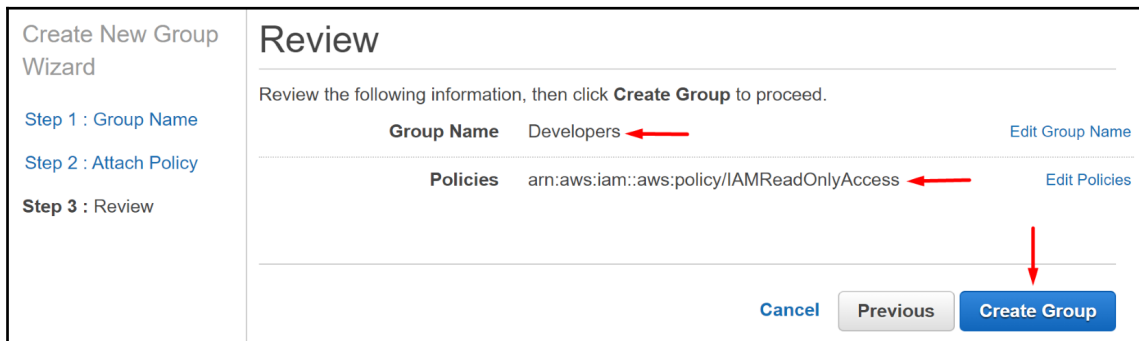 Create New Group
Wizard
Step 1 : Group Name
Step 2 : Attach Policy
Step 3 : Review
Review
Review the following information, then click Create Group to proceed.
Group Name Developers Edit Group Name
Policies arn:aws:iam::aws:policy/IAMReadOnlyAccess Edit Policies
Cancel Previous Create Group